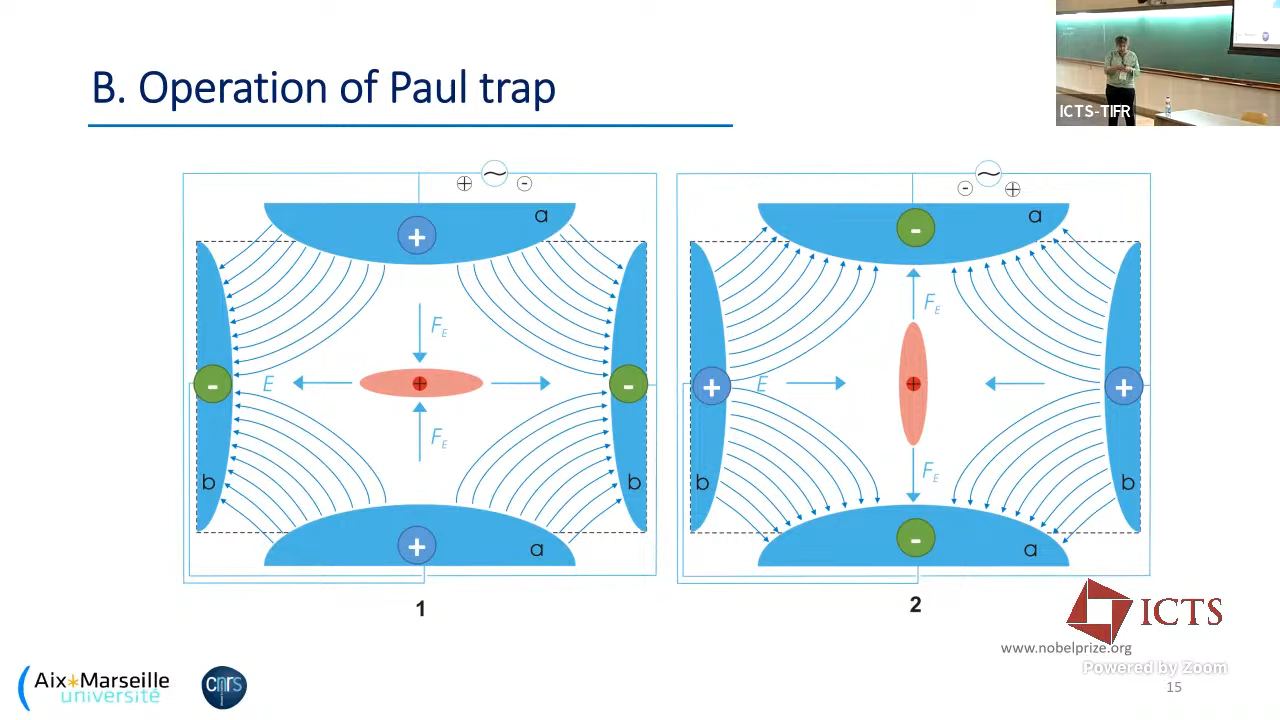 B. Operation of Paul trap
ICTS-TIFR
+ ~ -
a
+
F_E
- E + -
F_E
b b
+ a
1
- ~ +
a
-
F_E
+ E + +
F_E
b b
- a
2
ICTS
www.nobelprize.org
Powered by Zoom
Aix*Marseille
université
cnrs
15